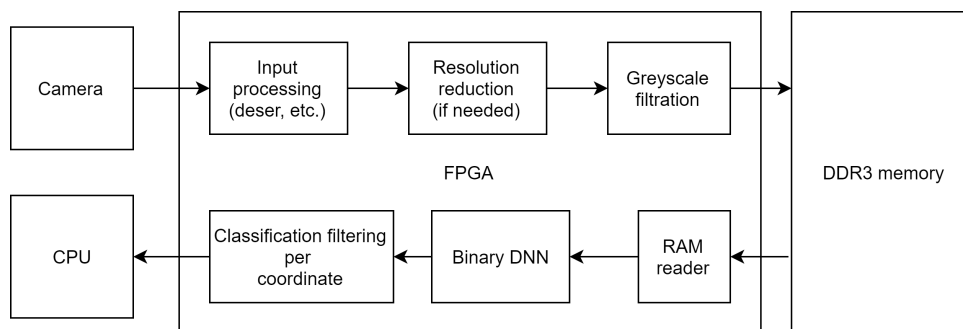 Camera
Input
processing
(deser, etc.)
Resolution
reduction
(if needed)
Greyscale
filtration
FPGA
DDR3 memory
CPU
Classification filtering
per
coordinate
Binary DNN
RAM
reader